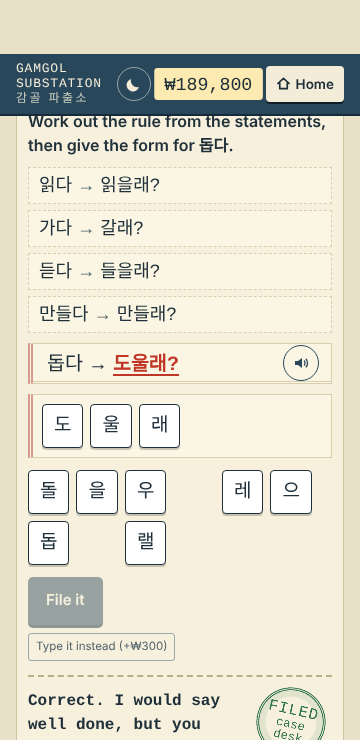 GAMGOL
SUBSTATION
감골 파출소
₩189,800
Home
Work out the rule from the statements,
then give the form for 돕다.
읽다 → 읽을래?
가다 → 갈래?
듣다 → 들을래?
만들다 → 만들래?
돕다 → 도울래?
도 울 래
돌 을 우 레 으
돕 랠
File it
Type it instead (+₩300)
Correct. I would say
well done, but you
FILED
case
desk